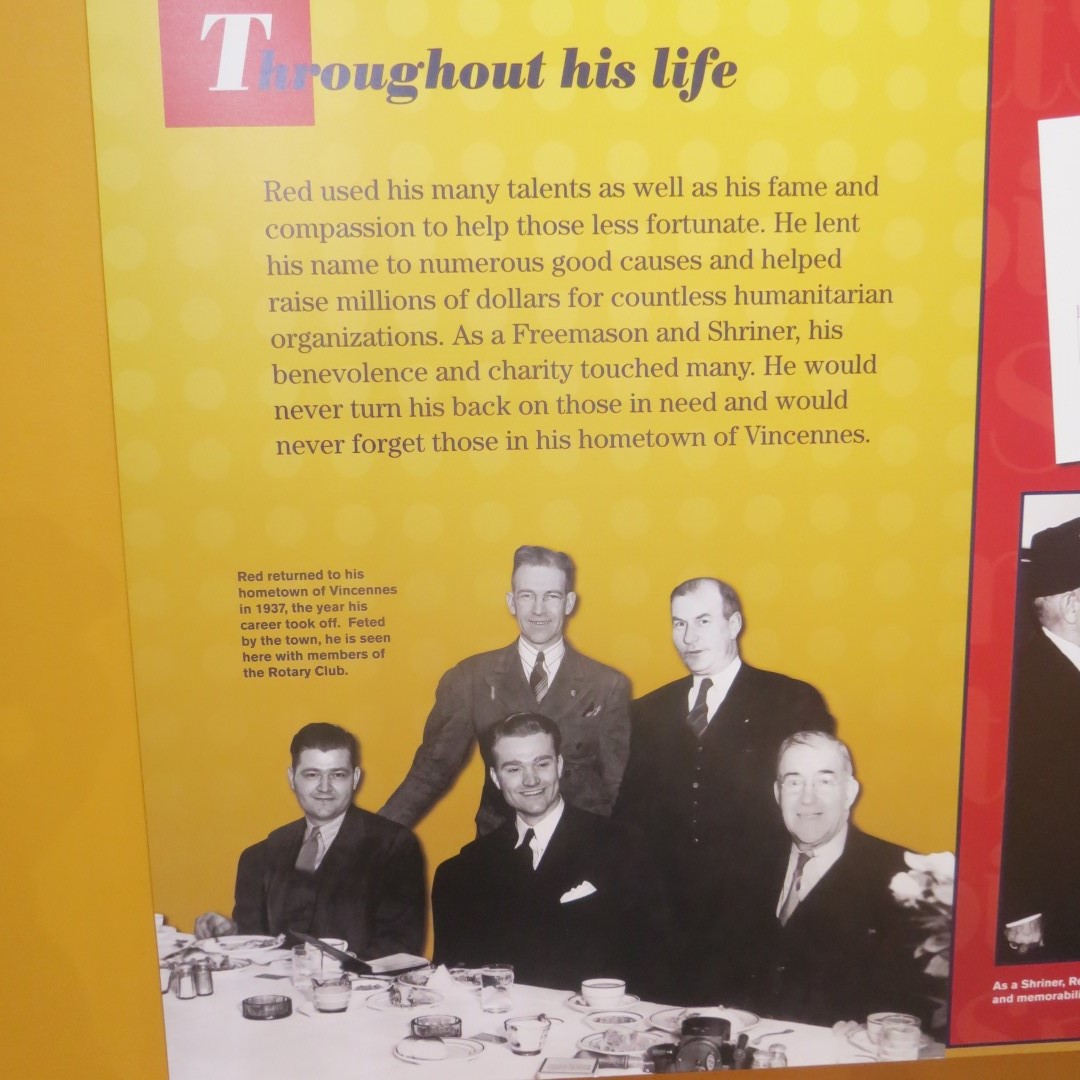 Throughout his life
Red used his many talents as well as his fame and
compassion to help those less fortunate. He lent
his name to numerous good causes and helped
raise millions of dollars for countless humanitarian
organizations. As a Freemason and Shriner, his
benevolence and charity touched many. He would
never turn his back on those in need and would
never forget those in his hometown of Vincennes.
Red returned to his
hometown of Vincennes
in 1937, the year his
career took off. Feted
by the town, he is seen
here with members of
the Rotary Club.
As a Shriner,
and